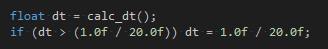 float dt = calc_dt();
if (dt > (1.0f / 20.0f)) dt = 1.0f / 20.0f;